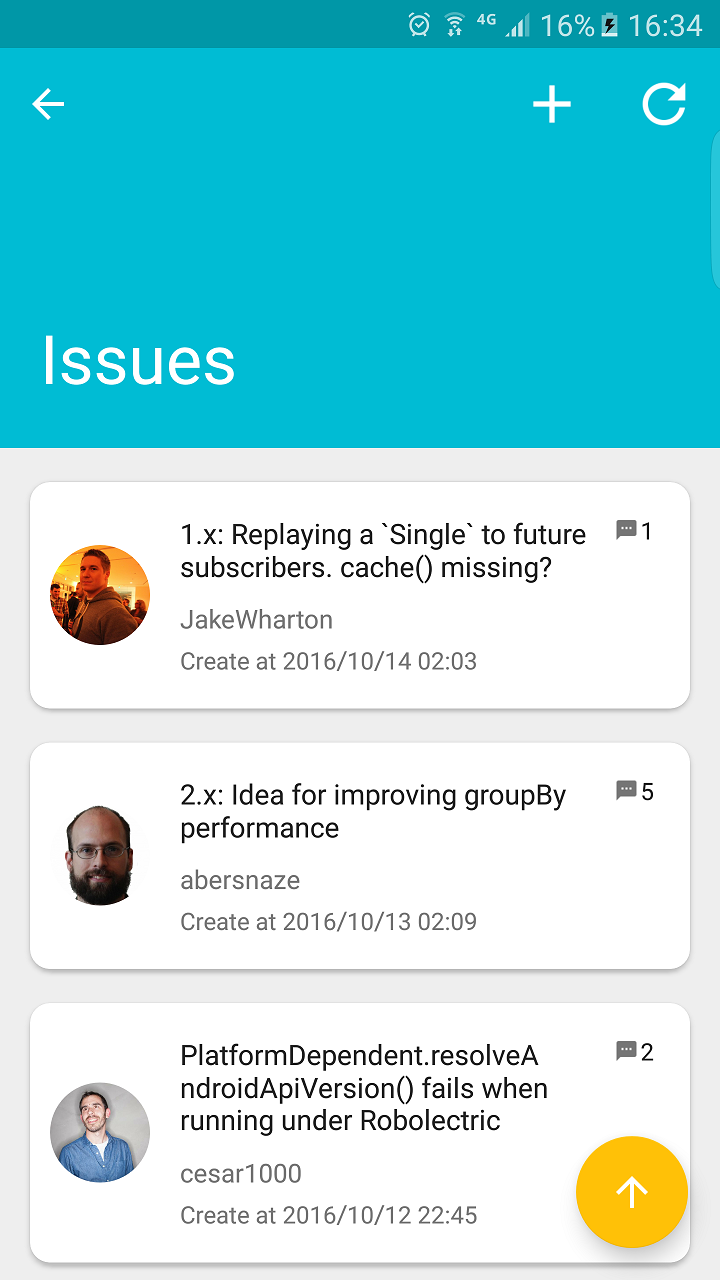 4G 16% 16:34
Issues
1.x: Replaying a `Single` to future
subscribers. cache() missing?
1
JakeWharton
Create at 2016/10/14 02:03
2.x: Idea for improving groupBy
performance
5
abersnaze
Create at 2016/10/13 02:09
PlatformDependent.resolveA
ndroidApiVersion() fails when
running under Robolectric
2
cesar1000
Create at 2016/10/12 22:45